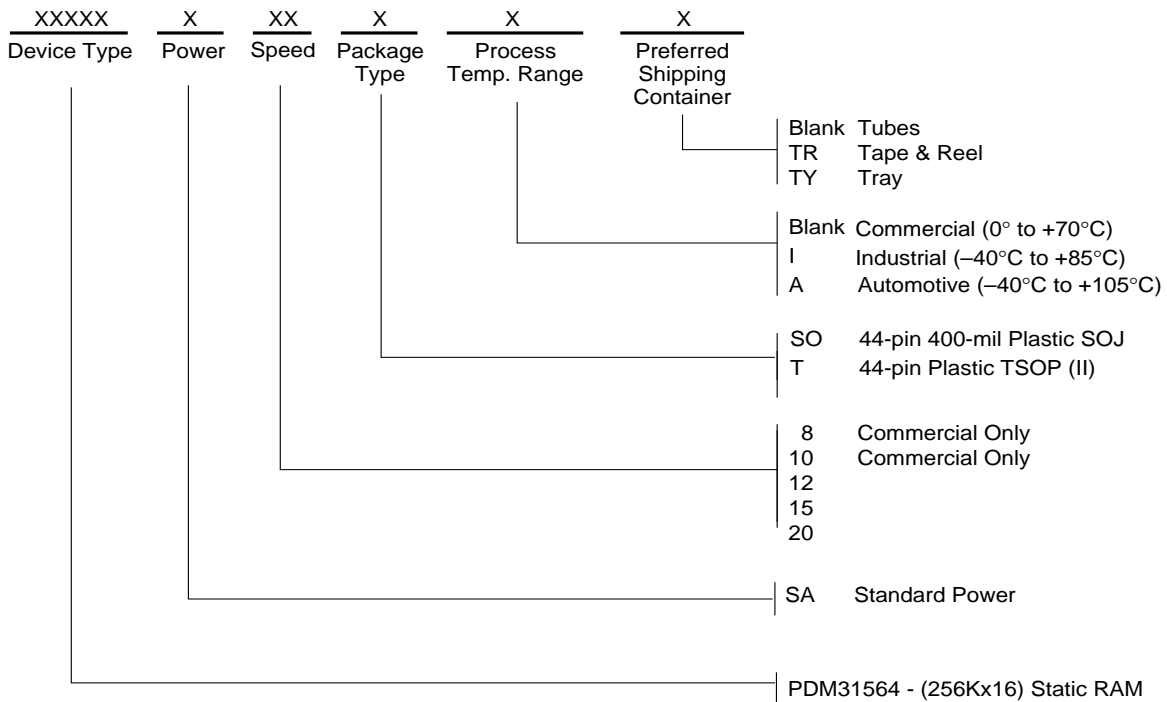 XXXXX X XX X X X
Device Type Power Speed Package Process Preferred
Type Temp. Range Shipping
Container
Blank Tubes
TR Tape & Reel
TY Tray
Blank Commercial (0° to +70°C)
I Industrial (–40°C to +85°C)
A Automotive (–40°C to +105°C)
SO 44-pin 400-mil Plastic SOJ
T 44-pin Plastic TSOP (II)
8 Commercial Only
10 Commercial Only
12
15
20
SA Standard Power
PDM31564 - (256Kx16) Static RAM